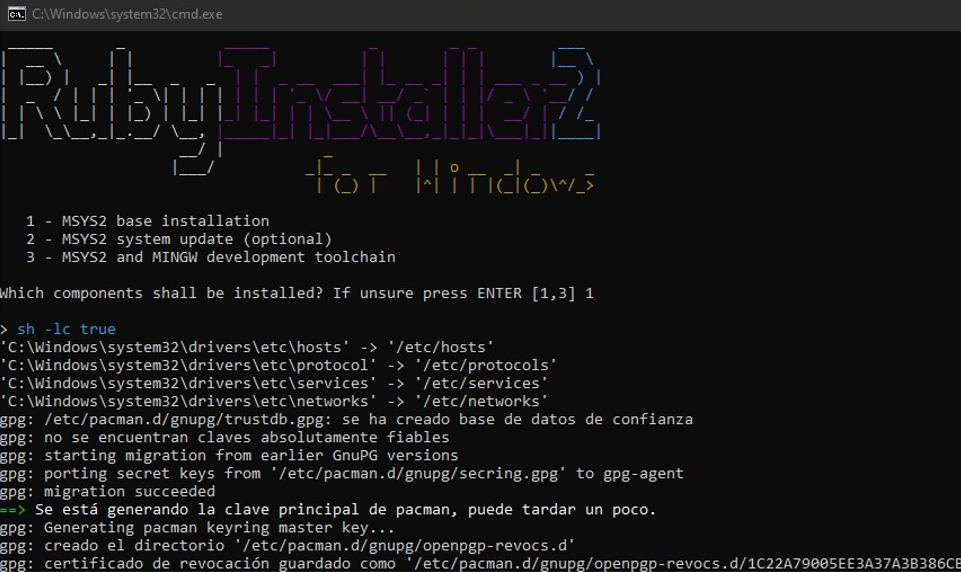 C:\Windows\system32\cmd.exe
RubyInstaller2
for Windows
1 - MSYS2 base installation
2 - MSYS2 system update (optional)
3 - MSYS2 and MINGW development toolchain
Which components shall be installed? If unsure press ENTER [1,3] 1
> sh -lc true
'C:\Windows\system32\drivers\etc\hosts' -> '/etc/hosts'
'C:\Windows\system32\drivers\etc\protocol' -> '/etc/protocols'
'C:\Windows\system32\drivers\etc\services' -> '/etc/services'
'C:\Windows\system32\drivers\etc\networks' -> '/etc/networks'
gpg: /etc/pacman.d/gnupg/trustdb.gpg: se ha creado base de datos de confianza
gpg: no se encuentran claves absolutamente fiables
gpg: starting migration from earlier GnuPG versions
gpg: porting secret keys from '/etc/pacman.d/gnupg/secring.gpg' to gpg-agent
gpg: migration succeeded
==> Se está generando la clave principal de pacman, puede tardar un poco.
gpg: Generating pacman keyring master key...
gpg: creado el directorio '/etc/pacman.d/gnupg/openpgp-revocs.d'
gpg: certificado de revocación guardado como '/etc/pacman.d/gnupg/openpgp-revocs.d/1C22A79005EE3A37A3B386CE